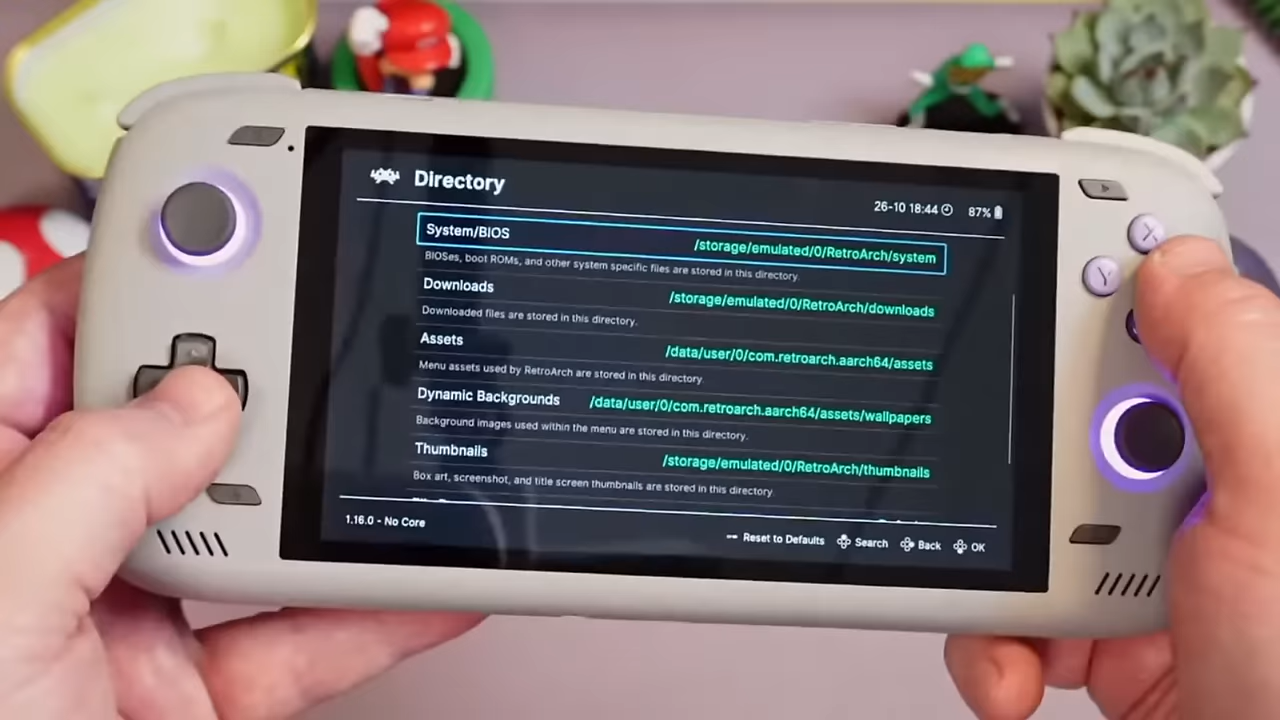 Directory
26-10 18:44 87%
System/BIOS /storage/emulated/0/RetroArch/system
BIOSes, boot ROMs, and other system specific files are stored in this directory.
Downloads /storage/emulated/0/RetroArch/downloads
Downloaded files are stored in this directory.
Assets /data/user/0/com.retroarch.aarch64/assets
Menu assets used by RetroArch are stored in this directory.
Dynamic Backgrounds /data/user/0/com.retroarch.aarch64/assets/wallpapers
Background images used within the menu are stored in this directory.
Thumbnails /storage/emulated/0/RetroArch/thumbnails
Box art, screenshot, and title screen thumbnails are stored in this directory.
1.16.0 - No Core
Reset to Defaults Search Back OK
X
Y